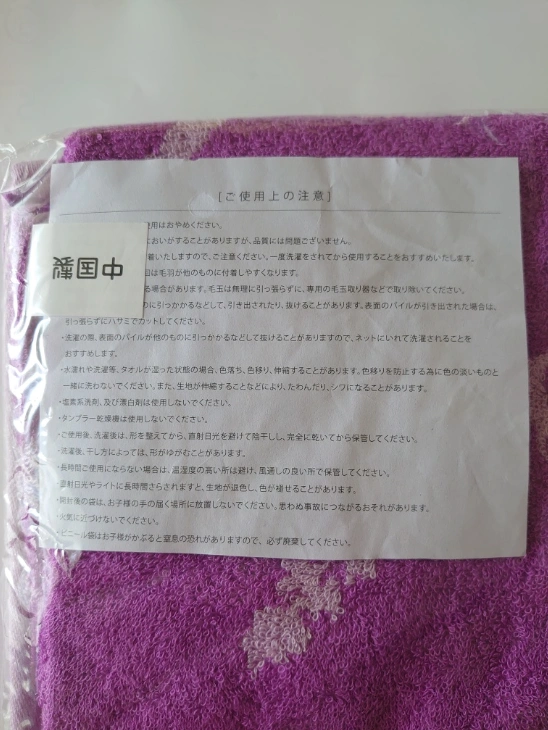 [ご使用上の注意]
使用はおやめください。
においがすることがありますが、品質には問題ございません。
着いたしますので、ご注意ください。一度洗濯をされてから使用することをおすすめいたします。
回は毛羽が他のものに付着しやすくなります。
る場合があります。毛玉は無理に引っ張らずに、専用の毛玉取り器などで取り除いてください。
のに引っかかるなどして、引き出されたり、抜けることがあります。表面のパイルが引き出された場合は、
引っ張らずにハサミでカットしてください。
・洗濯の際、表面のパイルが他のものに引っかかるなどして抜けることがありますので、ネットにいれて洗濯されることを
おすすめします。
・水濡れや洗濯等、タオルが湿った状態の場合、色落ち、色移り、伸縮することがあります。色移りを防止する為に色の淡いものと
一緒に洗わないでください。また、生地が伸縮することなどにより、たわんだり、シワになることがあります。
・塩素系洗剤、及び漂白剤は使用しないでください。
・タンブラー乾燥機は使用しないでください。
・ご使用後、洗濯後は、形を整えてから、直射日光を避けて陰干しし、完全に乾いてから保管してください。
・洗濯後、干し方によっては、形がゆがむことがあります。
・長時間ご使用にならない場合は、温湿度の高い所は避け、風通しの良い所で保管してください。
・直射日光やライトに長時間さらされますと、生地が退色し、色が褪せることがあります。
・開封後の袋は、お子様の手の届く場所に放置しないでください。思わぬ事故につながるおそれがあります。
・火気に近づけないでください。
・ビニール袋はお子様がかぶると窒息の恐れがありますので、必ず廃棄してください。
中国製